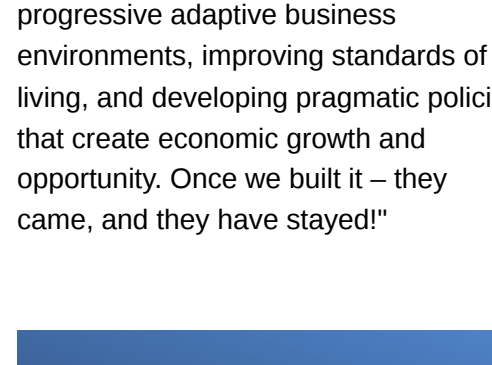 progressive adaptive business
environments, improving standards of
living, and developing pragmatic polici
that create economic growth and
opportunity. Once we built it – they
came, and they have stayed!"